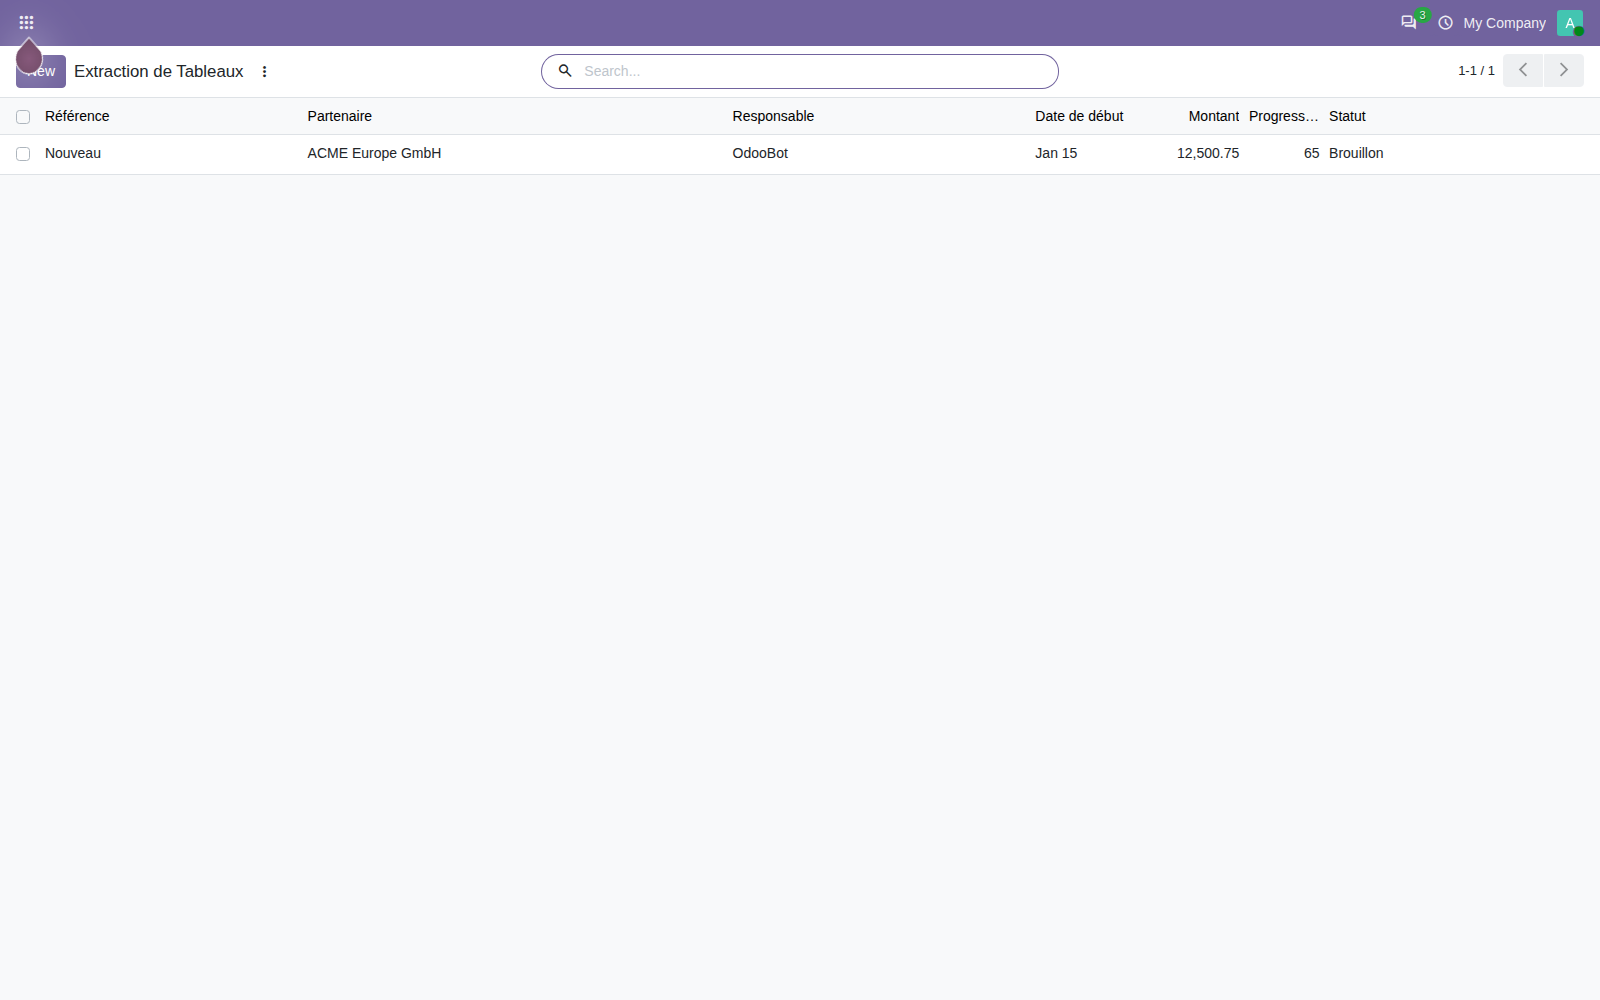 3 My Company A
New Extraction de Tableaux Search... 1-1 / 1
Référence Partenaire Responsable Date de début Montant Progress... Statut
Nouveau ACME Europe GmbH OdooBot Jan 15 12,500.75 65 Brouillon